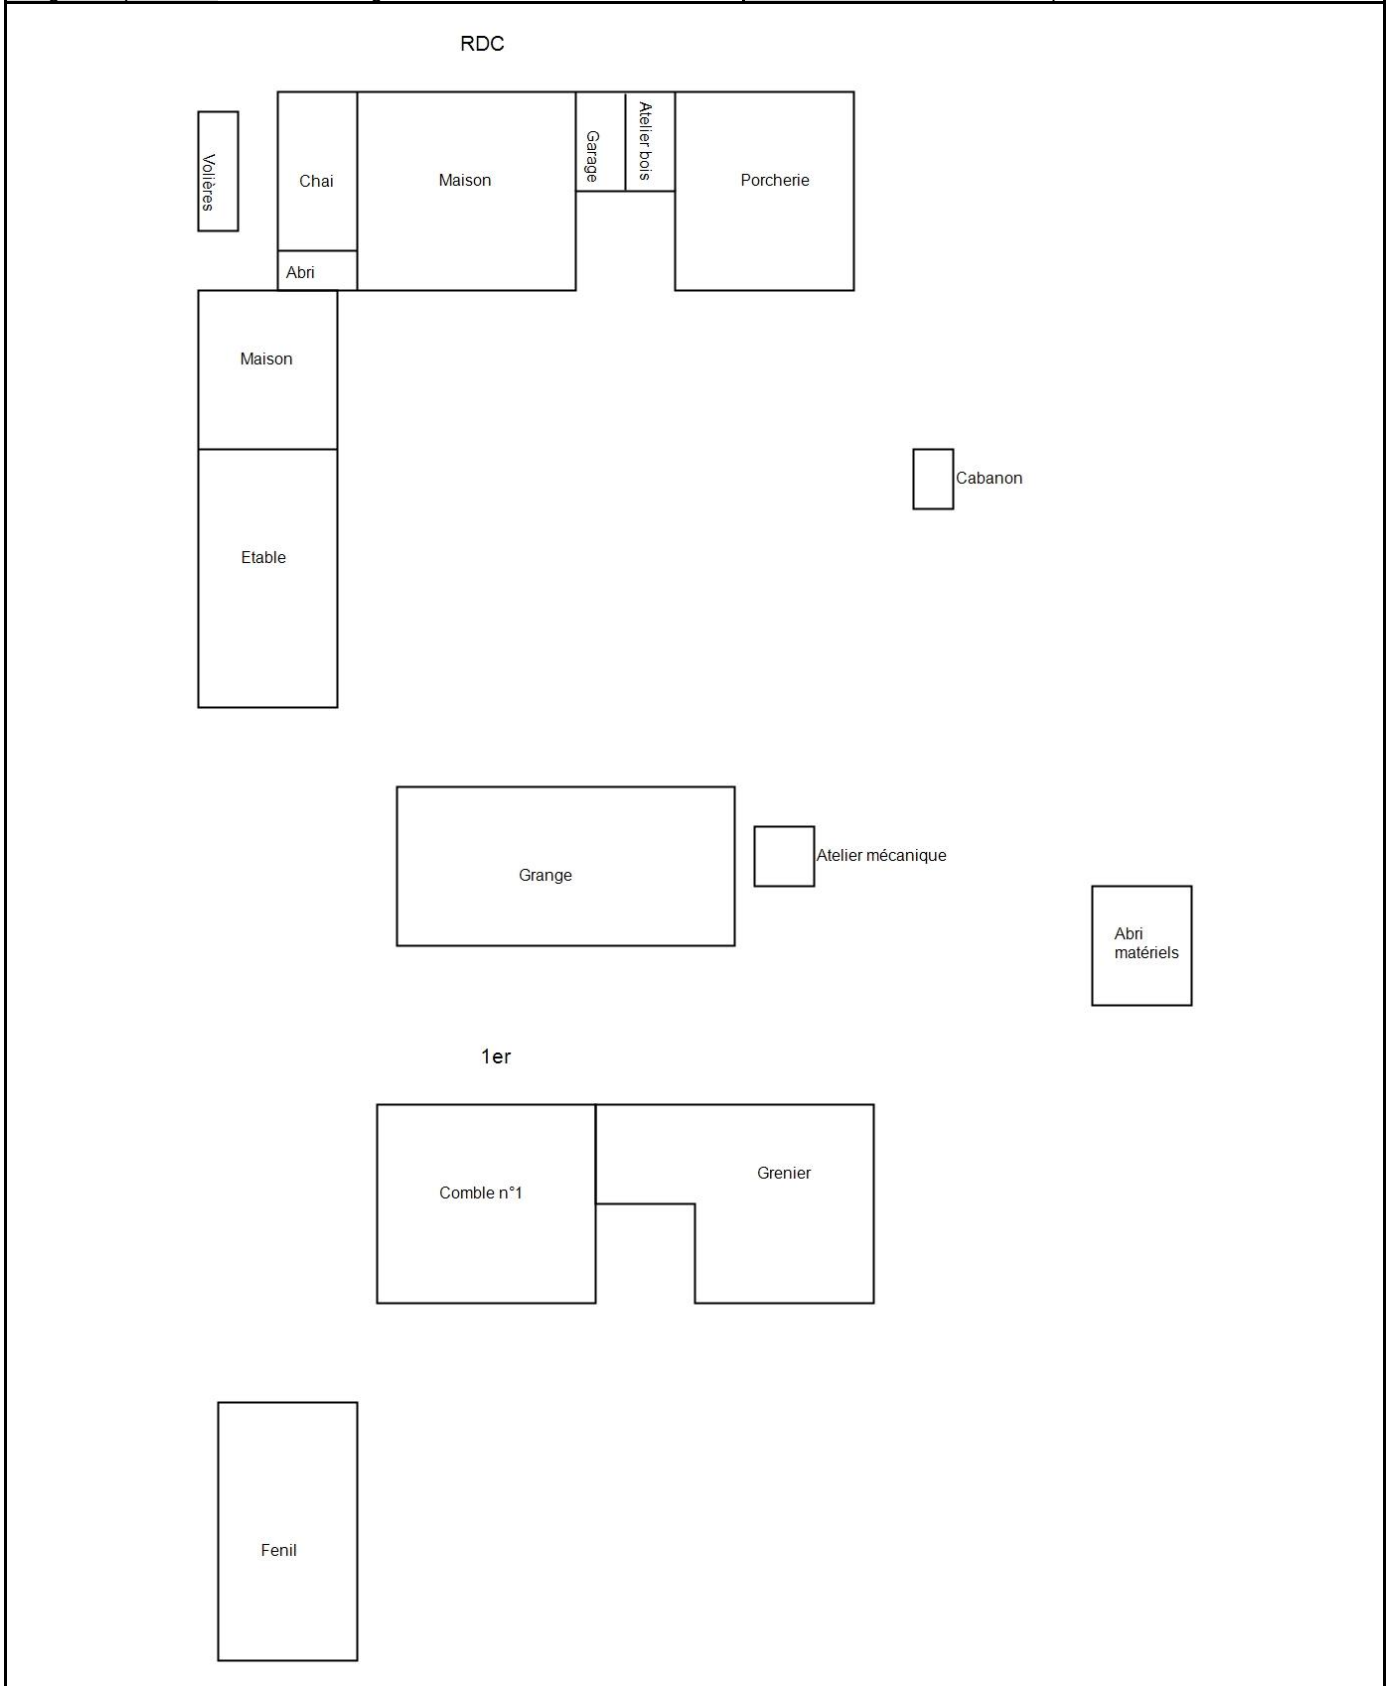 RDC
Volières
Chai
Maison
Garage
Atelier bois
Porcherie
Abri
Maison
Cabanon
Etable
Grange
Atelier mécanique
Abri
matériels
1er
Comble n°1
Grenier
Fenil